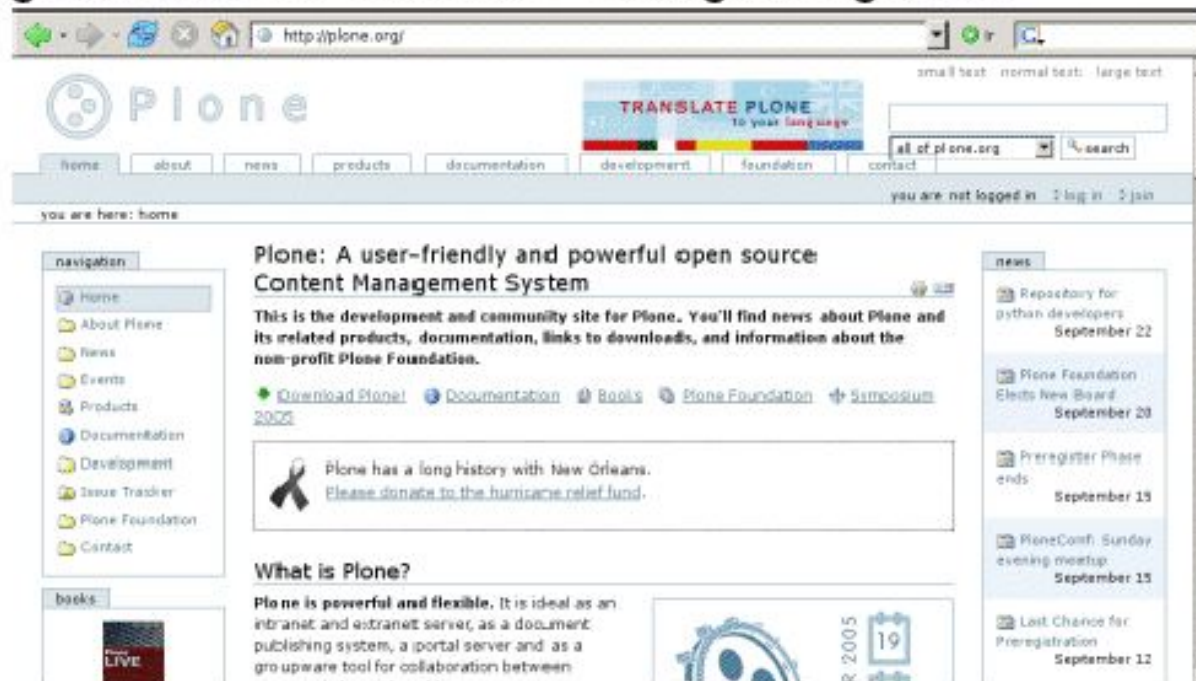 http://plone.org/
Ir
small text normal text large text
Plone
TRANSLATE PLONE
to your language
all of plone.org
search
home about news products documentation development foundation contact
you are not logged in log in join
you are here: home
navigation
Home
About Plone
News
Events
Products
Documentation
Development
Issue Tracker
Plone Foundation
Contact
books
Plone
LIVE
Plone: A user-friendly and powerful open source
Content Management System
This is the development and community site for Plone. You'll find news about Plone and
its related products, documentation, links to downloads, and information about the
non-profit Plone Foundation.
Download Plone! Documentation Books Plone Foundation Symposium
2005
Plone has a long history with New Orleans.
Please donate to the hurricane relief fund.
What is Plone?
Plone is powerful and flexible. It is ideal as an
intranet and extranet server, as a document
publishing system, a portal server and as a
groupware tool for collaboration between
2005
19
news
Repository for
python developers
September 22
Plone Foundation
Elects New Board
September 20
Preregister Phase
ends
September 15
PloneConf: Sunday
evening meetup
September 15
Last Chance for
Preregistration
September 12